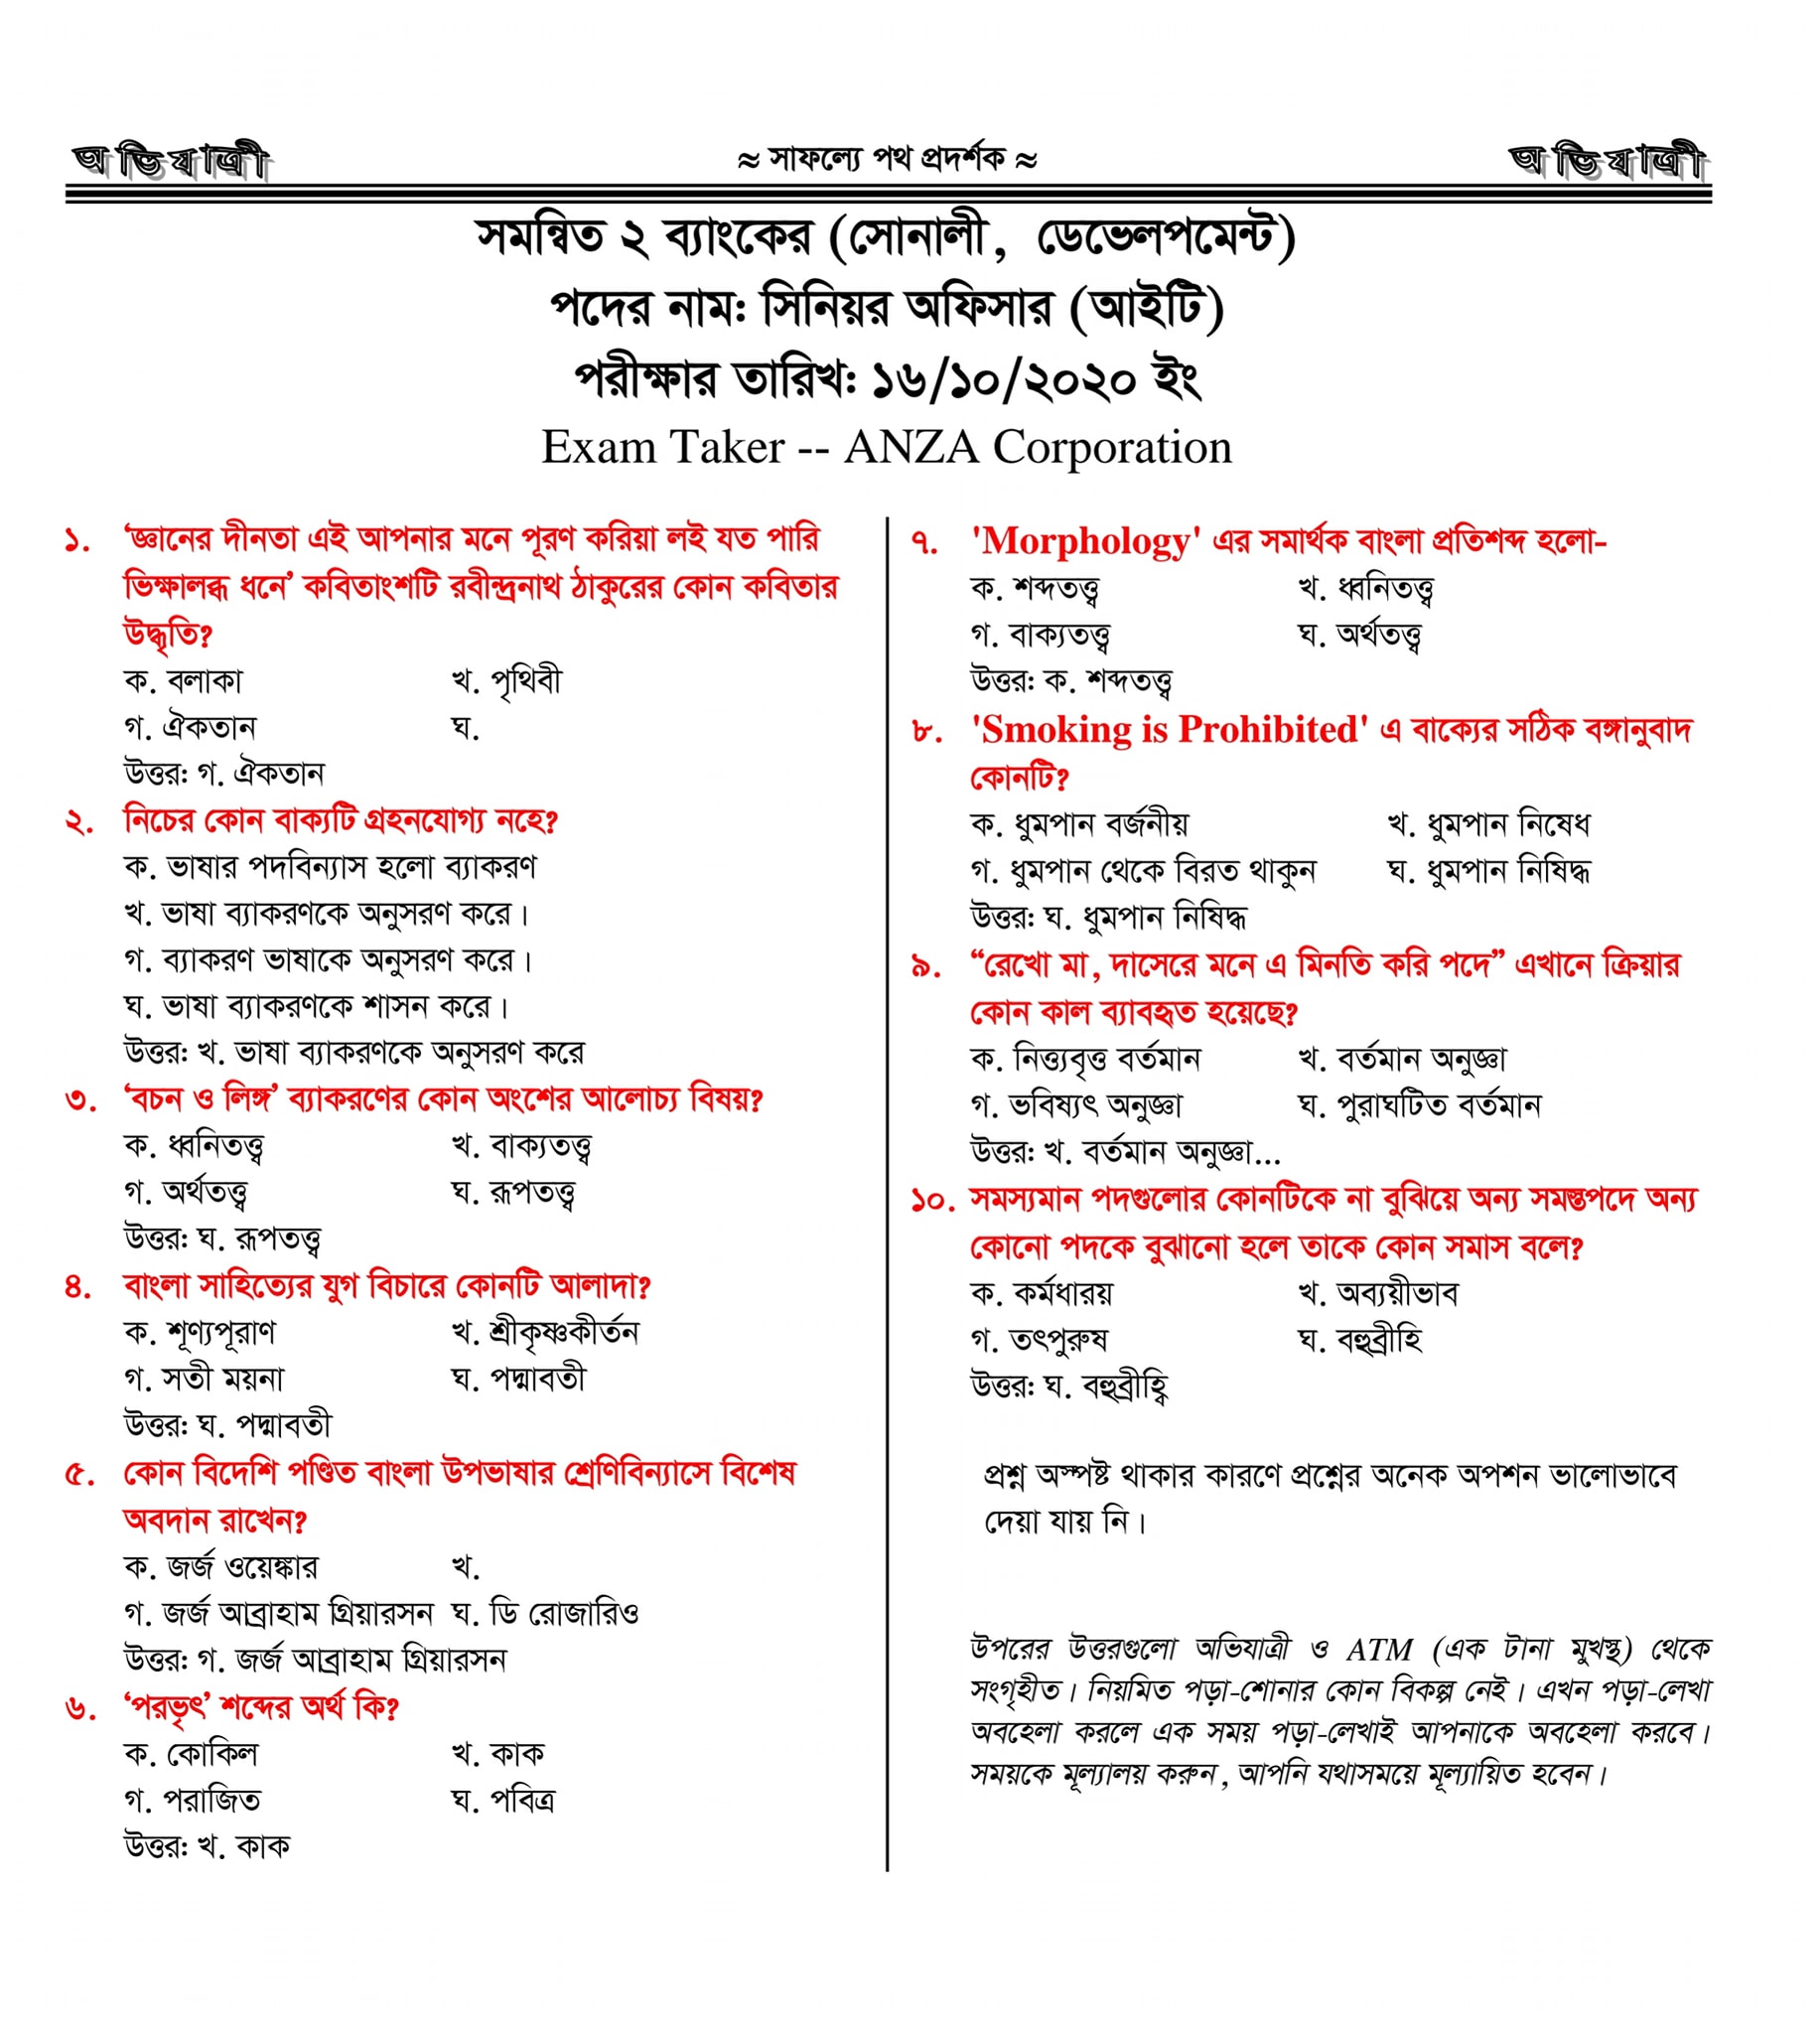 অভিযাত্রী ≈ সাফল্যে পথ প্রদর্শক ≈ অভিযাত্রী
সমন্বিত ২ ব্যাংকের (সোনালী, ডেভেলপমেন্ট)
পদের নাম: সিনিয়র অফিসার (আইটি)
পরীক্ষার তারিখ: ১৬/১০/২০২০ ইং
Exam Taker -- ANZA Corporation
১. ‘জ্ঞানের দীনতা এই আপনার মনে পূরণ করিয়া লই যত পারি
ভিক্ষালব্ধ ধনে’ কবিতাংশটি রবীন্দ্রনাথ ঠাকুরের কোন কবিতার
উদ্ধৃতি?
ক. বলাকা খ. পৃথিবী
গ. ঐকতান ঘ.
উত্তর: গ. ঐকতান
২. নিচের কোন বাক্যটি গ্রহনযোগ্য নহে?
ক. ভাষার পদবিন্যাস হলো ব্যাকরণ
খ. ভাষা ব্যাকরণকে অনুসরণ করে।
গ. ব্যাকরণ ভাষাকে অনুসরণ করে।
ঘ. ভাষা ব্যাকরণকে শাসন করে।
উত্তর: খ. ভাষা ব্যাকরণকে অনুসরণ করে
৩. ‘বচন ও লিঙ্গ’ ব্যাকরণের কোন অংশের আলোচ্য বিষয়?
ক. ধ্বনিতত্ত্ব খ. বাক্যতত্ত্ব
গ. অর্থতত্ত্ব ঘ. রূপতত্ত্ব
উত্তর: ঘ. রূপতত্ত্ব
৪. বাংলা সাহিত্যের যুগ বিচারে কোনটি আলাদা?
ক. শূণ্যপূরাণ খ. শ্রীকৃষ্ণকীর্তন
গ. সতী ময়না ঘ. পদ্মাবতী
উত্তর: ঘ. পদ্মাবতী
৫. কোন বিদেশি পণ্ডিত বাংলা উপভাষার শ্রেণিবিন্যাসে বিশেষ
অবদান রাখেন?
ক. জর্জ ওয়েঙ্কার খ.
গ. জর্জ আব্রাহাম গ্রিয়ারসন ঘ. ডি রোজারিও
উত্তর: গ. জর্জ আব্রাহাম গ্রিয়ারসন
৬. ‘পরভৃৎ’ শব্দের অর্থ কি?
ক. কোকিল খ. কাক
গ. পরাজিত ঘ. পবিত্র
উত্তর: খ. কাক
৭. 'Morphology' এর সমার্থক বাংলা প্রতিশব্দ হলো-
ক. শব্দতত্ত্ব খ. ধ্বনিতত্ত্ব
গ. বাক্যতত্ত্ব ঘ. অর্থতত্ত্ব
উত্তর: ক. শব্দতত্ত্ব
৮. 'Smoking is Prohibited' এ বাক্যের সঠিক বঙ্গানুবাদ
কোনটি?
ক. ধুমপান বর্জনীয় খ. ধুমপান নিষেধ
গ. ধুমপান থেকে বিরত থাকুন ঘ. ধুমপান নিষিদ্ধ
উত্তর: ঘ. ধুমপান নিষিদ্ধ
৯. “রেখো মা, দাসেরে মনে এ মিনতি করি পদে” এখানে ক্রিয়ার
কোন কাল ব্যাবহৃত হয়েছে?
ক. নিত্ত্যবৃত্ত বর্তমান খ. বর্তমান অনুজ্ঞা
গ. ভবিষ্যৎ অনুজ্ঞা ঘ. পুরাঘটিত বর্তমান
উত্তর: খ. বর্তমান অনুজ্ঞা...
১০. সমস্যমান পদগুলোর কোনটিকে না বুঝিয়ে অন্য সমস্তপদে অন্য
কোনো পদকে বুঝানো হলে তাকে কোন সমাস বলে?
ক. কর্মধারয় খ. অব্যয়ীভাব
গ. তৎপুরুষ ঘ. বহুব্রীহি
উত্তর: ঘ. বহুব্রীহ্বি
প্রশ্ন অস্পষ্ট থাকার কারণে প্রশ্নের অনেক অপশন ভালোভাবে
দেয়া যায় নি।
উপরের উত্তরগুলো অভিযাত্রী ও ATM (এক টানা মুখস্থ) থেকে
সংগৃহীত। নিয়মিত পড়া-শোনার কোন বিকল্প নেই। এখন পড়া-লেখা
অবহেলা করলে এক সময় পড়া-লেখাই আপনাকে অবহেলা করবে।
সময়কে মূল্যালয় করুন, আপনি যথাসময়ে মূল্যায়িত হবেন।